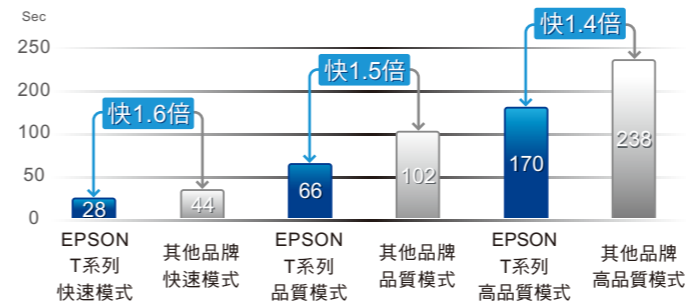 Sec
250
200
100
50
0
快1.6倍
快1.5倍
快1.4倍
28
44
66
102
170
238
EPSON
T系列
快速模式
其他品牌
快速模式
EPSON
T系列
品質模式
其他品牌
品質模式
EPSON
T系列
高品質模式
其他品牌
高品質模式